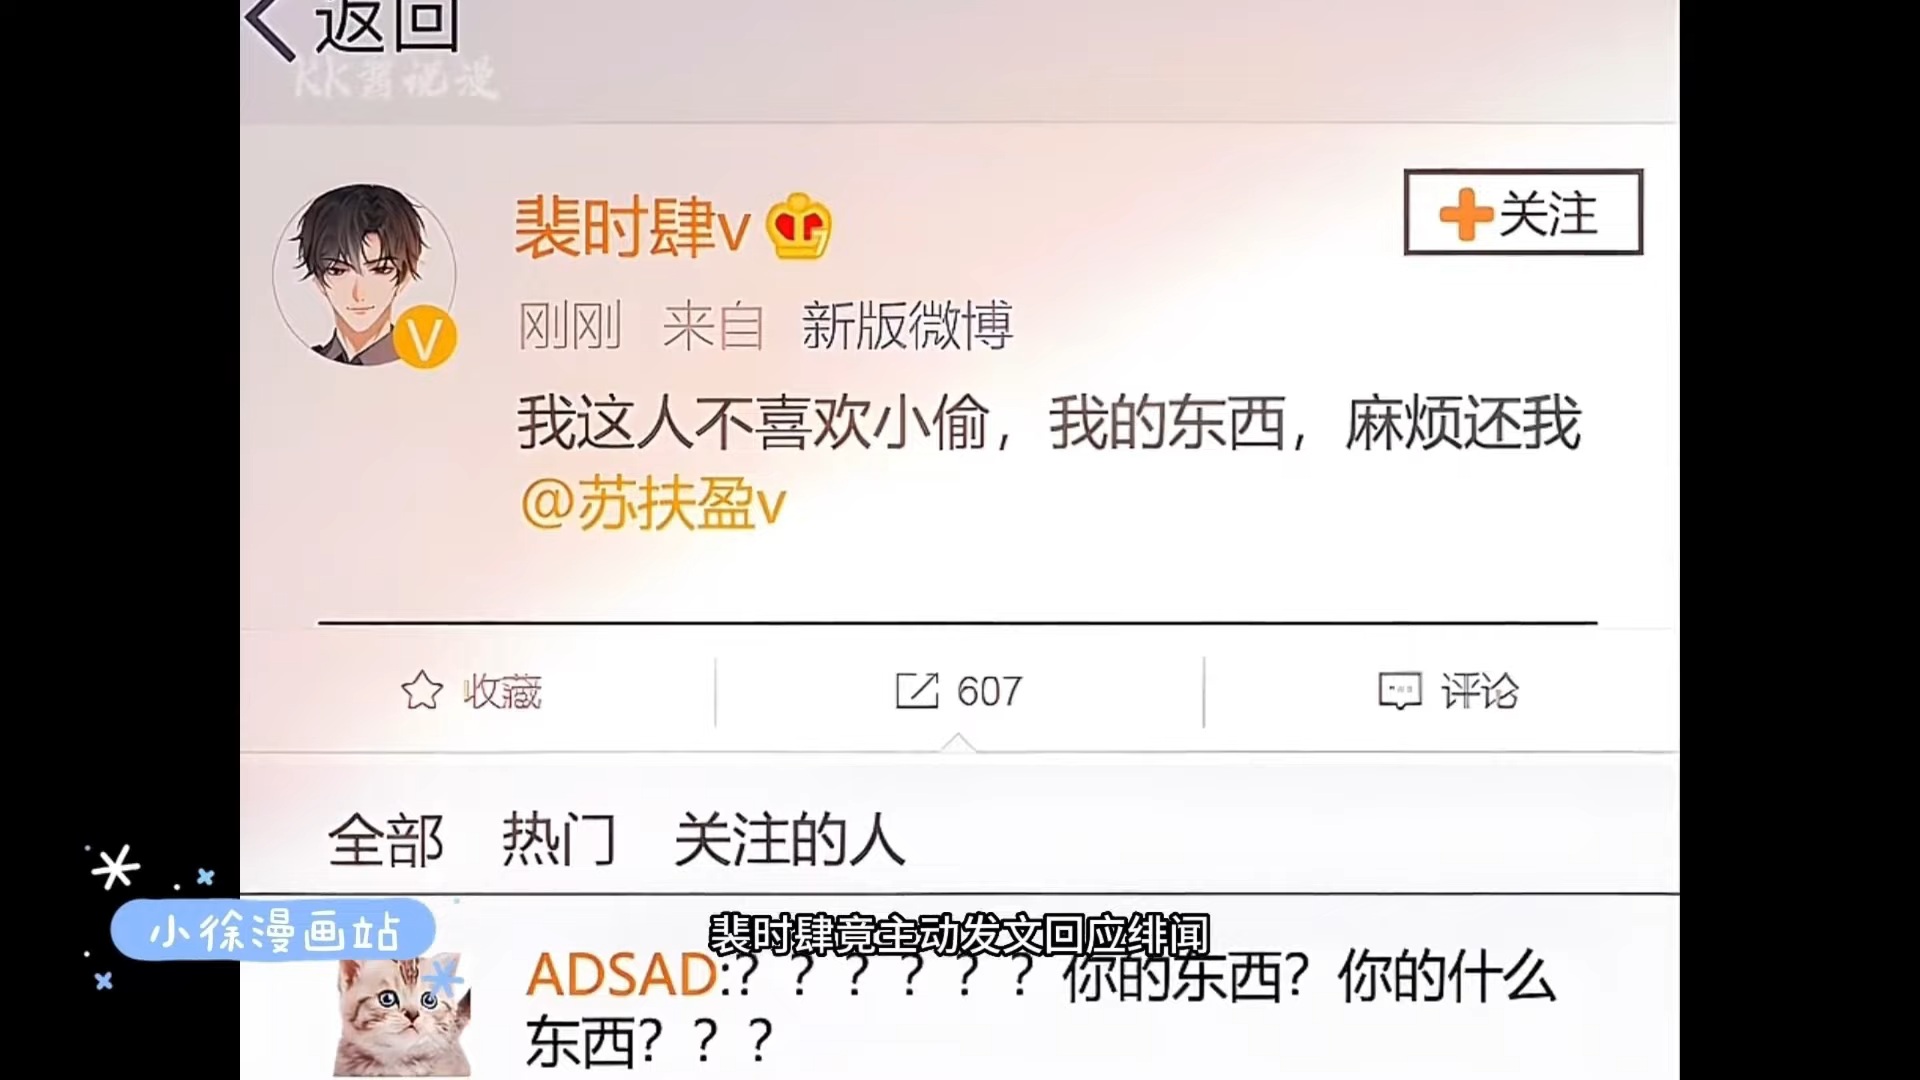 返回
KK酱说漫
裴时肆v
+关注
V
刚刚 来自 新版微博
我这人不喜欢小偷，我的东西，麻烦还我
@苏扶盈v
收藏
607
评论
全部 热门 关注的人
小徐漫画站
裴时肆竟主动发文回应绯闻
ADSAD:？？？？？？你的东西？你的什么
东西？？？